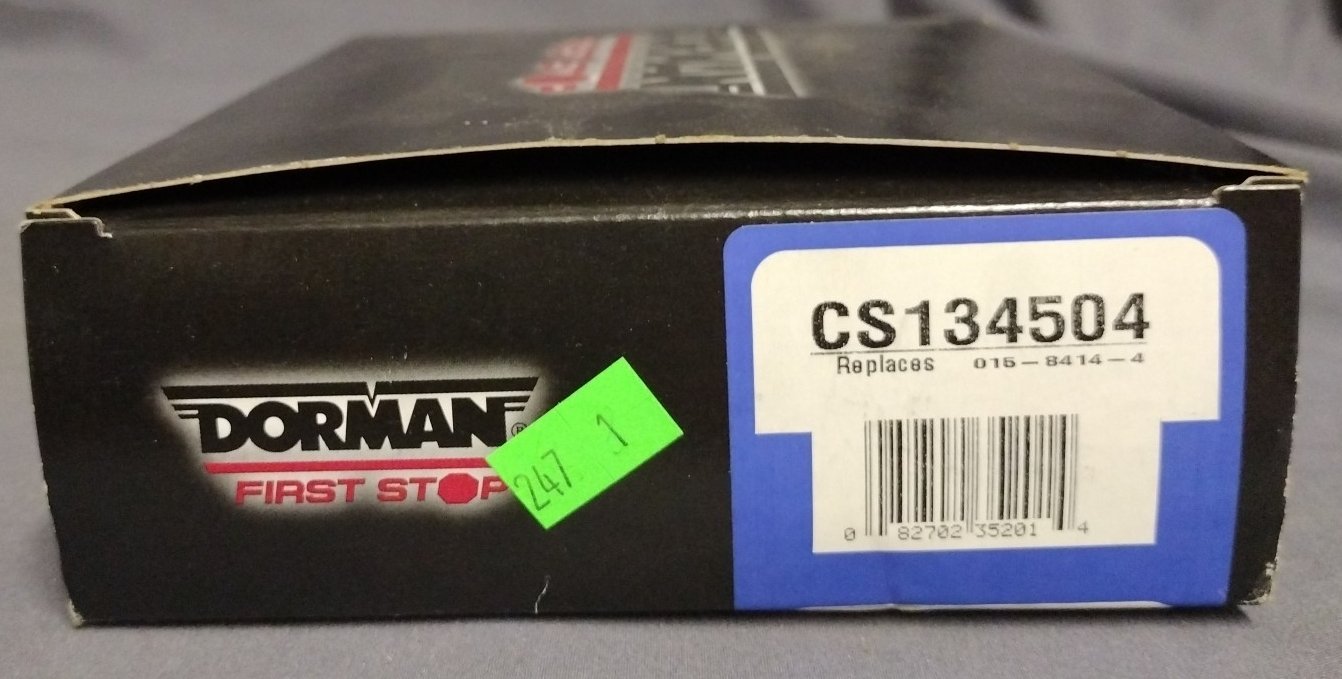 DORMAN®
FIRST STOP
247 1
CS134504
Replaces 015-8414-4
0 82702 35201 4